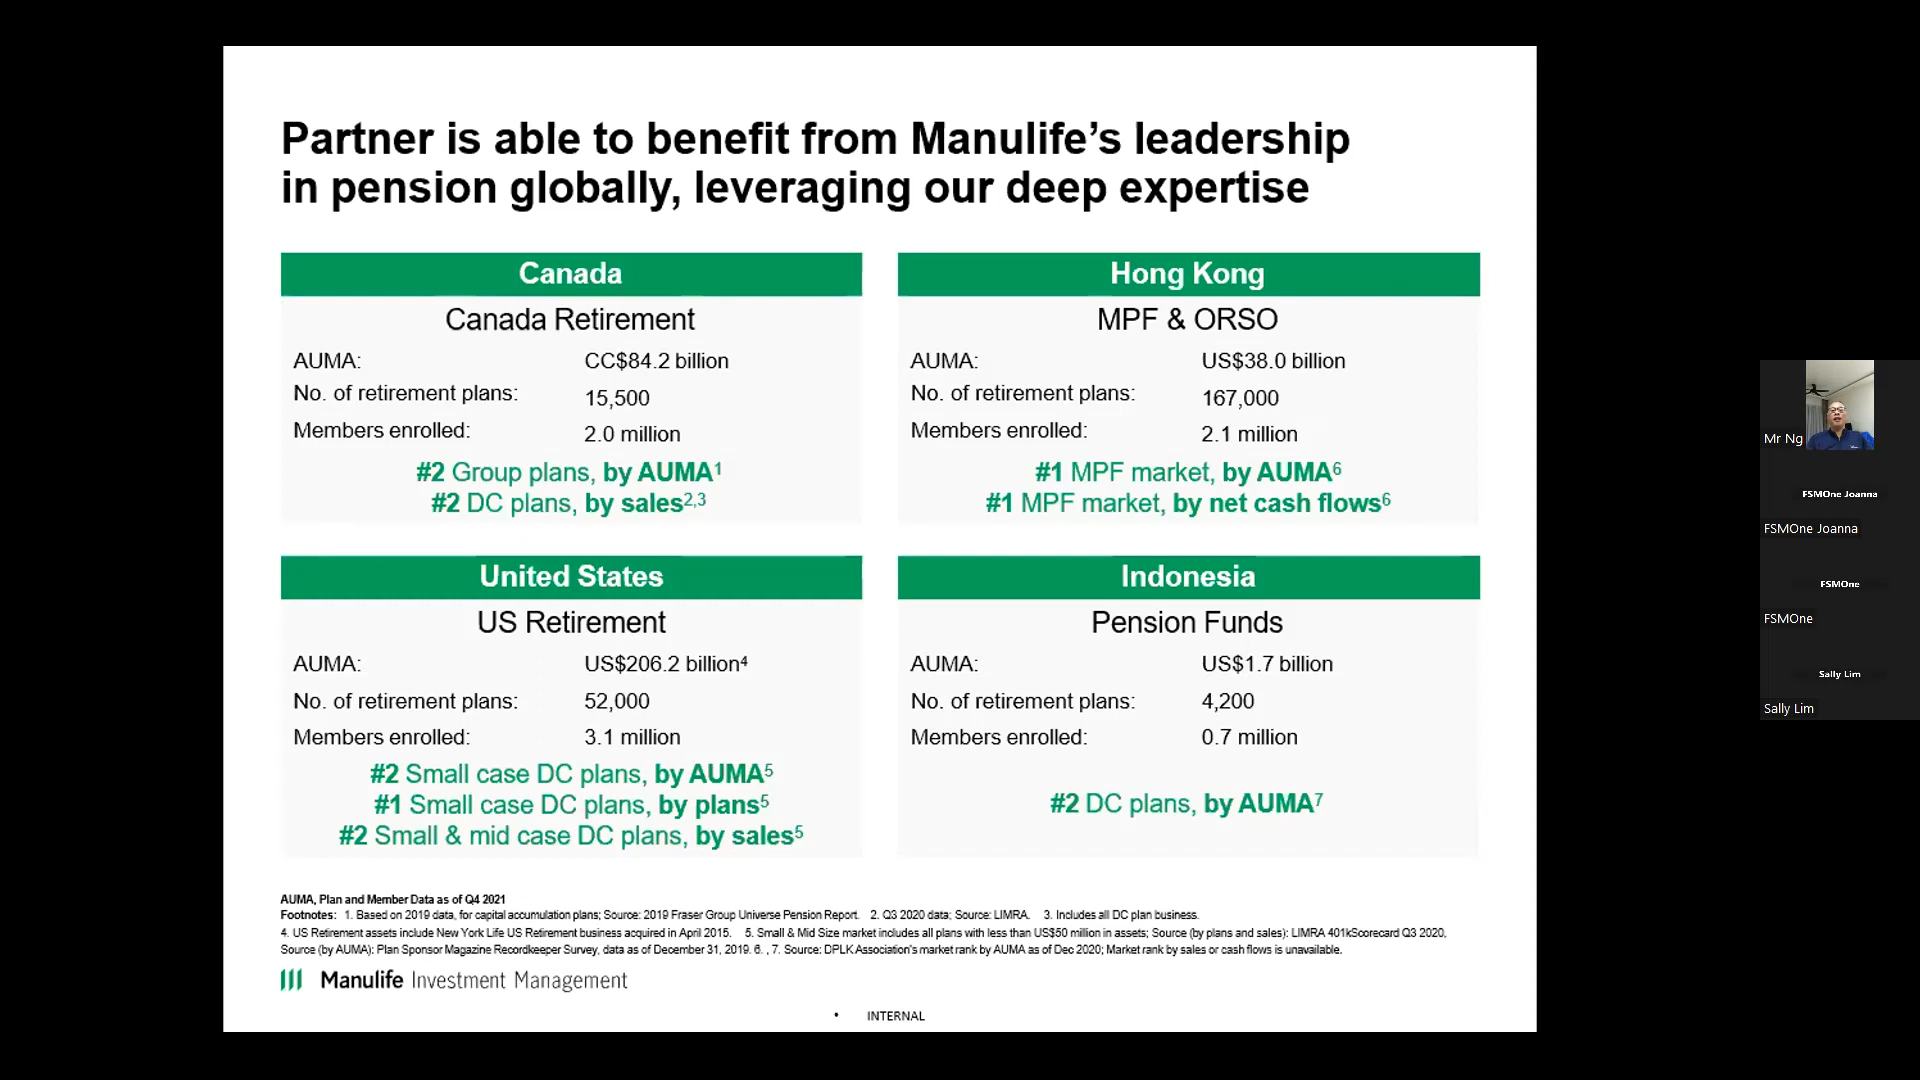 Partner is able to benefit from Manulife’s leadership
in pension globally, leveraging our deep expertise
Canada
Canada Retirement
AUMA: CC$84.2 billion
No. of retirement plans: 15,500
Members enrolled: 2.0 million
#2 Group plans, by AUMA1
#2 DC plans, by sales2,3
Hong Kong
MPF & ORSO
AUMA: US$38.0 billion
No. of retirement plans: 167,000
Members enrolled: 2.1 million
#1 MPF market, by AUMA6
#1 MPF market, by net cash flows6
United States
US Retirement
AUMA: US$206.2 billion4
No. of retirement plans: 52,000
Members enrolled: 3.1 million
#2 Small case DC plans, by AUMA5
#1 Small case DC plans, by plans5
#2 Small & mid case DC plans, by sales5
Indonesia
Pension Funds
AUMA: US$1.7 billion
No. of retirement plans: 4,200
Members enrolled: 0.7 million
#2 DC plans, by AUMA7
AUMA, Plan and Member Data as of Q4 2021
Footnotes: 1. Based on 2019 data, for capital accumulation plans; Source: 2019 Fraser Group Universe Pension Report. 2. Q3 2020 data; Source: LIMRA. 3. Includes all DC plan business.
4. US Retirement assets include New York Life US Retirement business acquired in April 2015. 5. Small & Mid Size market includes all plans with less than US$50 million in assets; Source (by plans and sales): LIMRA 401kScorecard Q3 2020,
Source (by AUMA): Plan Sponsor Magazine Recordkeeper Survey, data as of December 31, 2019. 6. , 7. Source: DPLK Association's market rank by AUMA as of Dec 2020; Market rank by sales or cash flows is unavailable.
Manulife Investment Management
• INTERNAL
Mr Ng
FSMOne Joanna
FSMOne Joanna
FSMOne
FSMOne
Sally Lim
Sally Lim